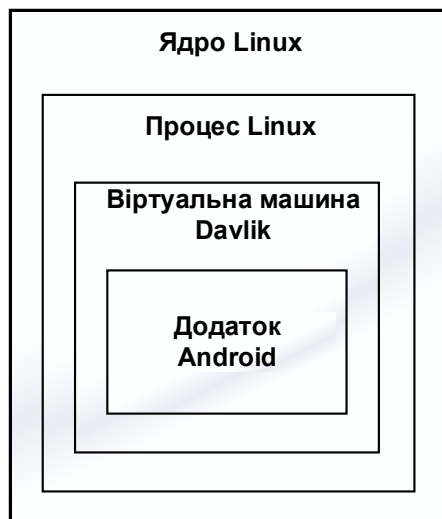 Ядро Linux
Процес Linux
Віртуальна машина
Davlik
Додаток
Android